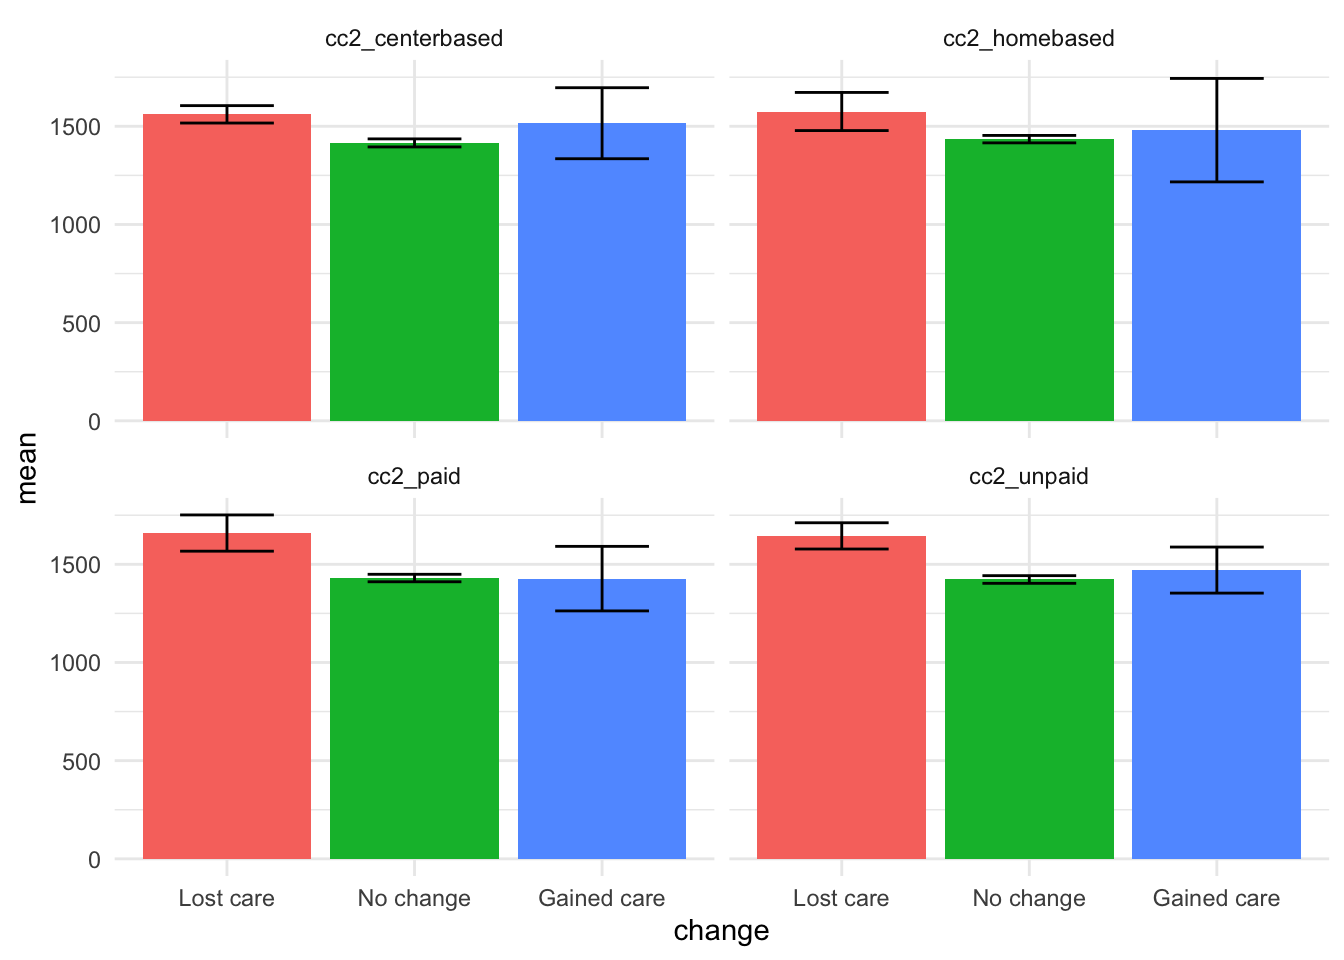 cc2_centerbased
cc2_homebased
1500
1000
500
0
mean
cc2_paid
cc2_unpaid
1500
1000
500
0
Lost care
No change
Gained care
Lost care
No change
Gained care
change